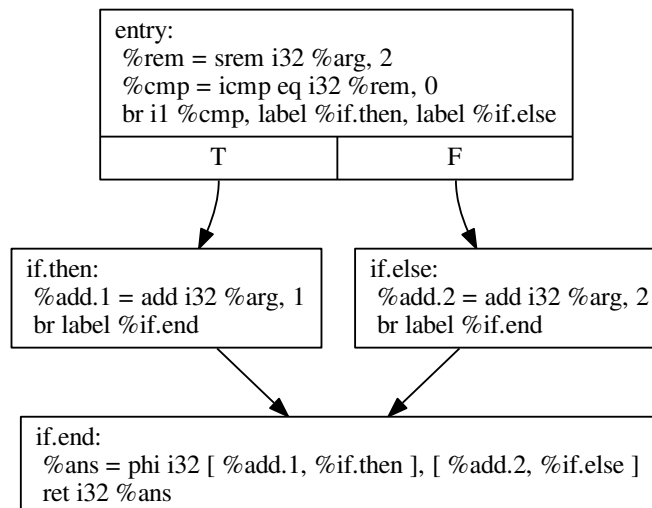 entry:
%rem = srem i32 %arg, 2
%cmp = icmp eq i32 %rem, 0
br i1 %cmp, label %if.then, label %if.else
T
F
if.then:
%add.1 = add i32 %arg, 1
br label %if.end
if.else:
%add.2 = add i32 %arg, 2
br label %if.end
if.end:
%ans = phi i32 [ %add.1, %if.then ], [ %add.2, %if.else ]
ret i32 %ans